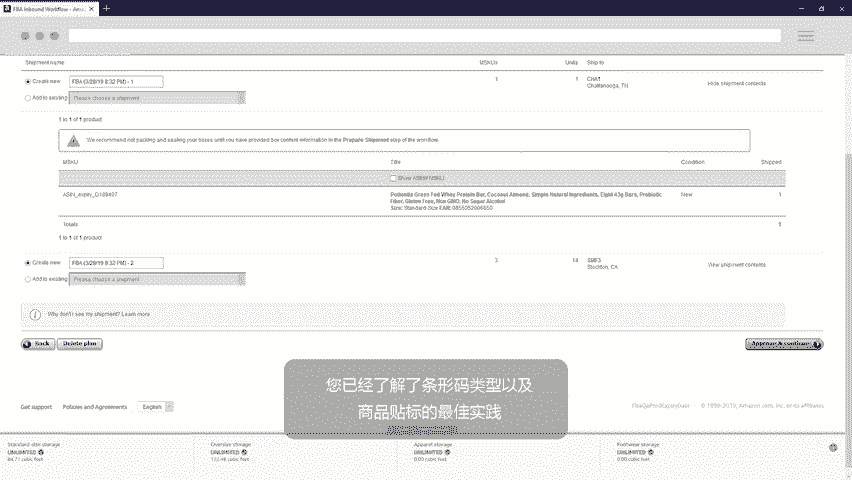 FBA Inbound Workflow - Ama
Shipment name MSKUs Units Ship to
Create new FBA (3/28/19 8:32 PM) - 1 1 1 CHA1
Chattanooga, TN
Hide shipment contents
Add to existing Please choose a shipment
1 to 1 of 1 product
We recommend not packing and sealing your boxes until you have provided box content information in the Prepare Shipment step of the workflow.
MSKU Title Condition Shipped
Show ASIN/FNSKU
Grass Fed Whey Protein Bar, Coconut Almond, Simple Natural Ingredients, Eight 45g Bars, Prebiotic New 1
Fiber, Gluten Free, Non GMO, No Sugar Alcohol
Size: Standard-Size EAN:
Totals 1
1 to 1 of 1 product
Create new FBA (3/28/19 8:32 PM) - 2 3 14
Stockton, CA
View shipment contents
Add to existing Please choose a shipment
Why don't I see my shipment? Learn more
Back Delete plan Approve & continue
您已经了解了条形码类型以及
商品贴标的最佳实践
Get support Policies and Agreements English © 1999-2019, Amazon.com, Inc. or its affiliates
Standard-size storage Oversize storage Apparel storage Footwear storage
UNLIMITED UNLIMITED UNLIMITED UNLIMITED
84.71 cubic feet 122.48 cubic feet 0.00 cubic feet 0.00 cubic feet